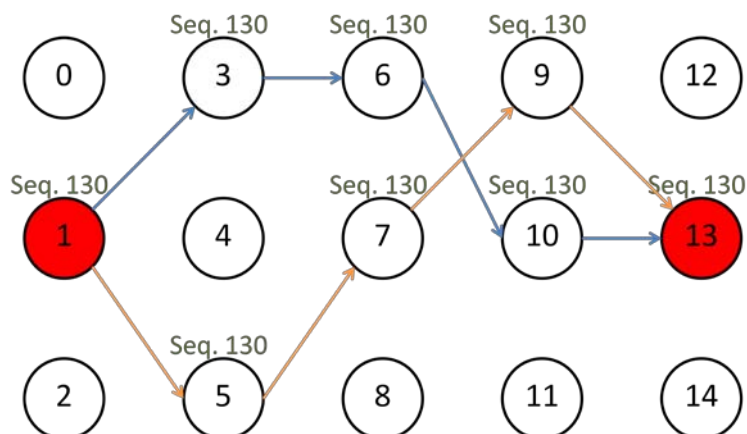 Seq. 130 Seq. 130 Seq. 130
0 3 6 9 12
Seq. 130 Seq. 130 Seq. 130 Seq. 130
1 4 7 10 13
Seq. 130
2 5 8 11 14